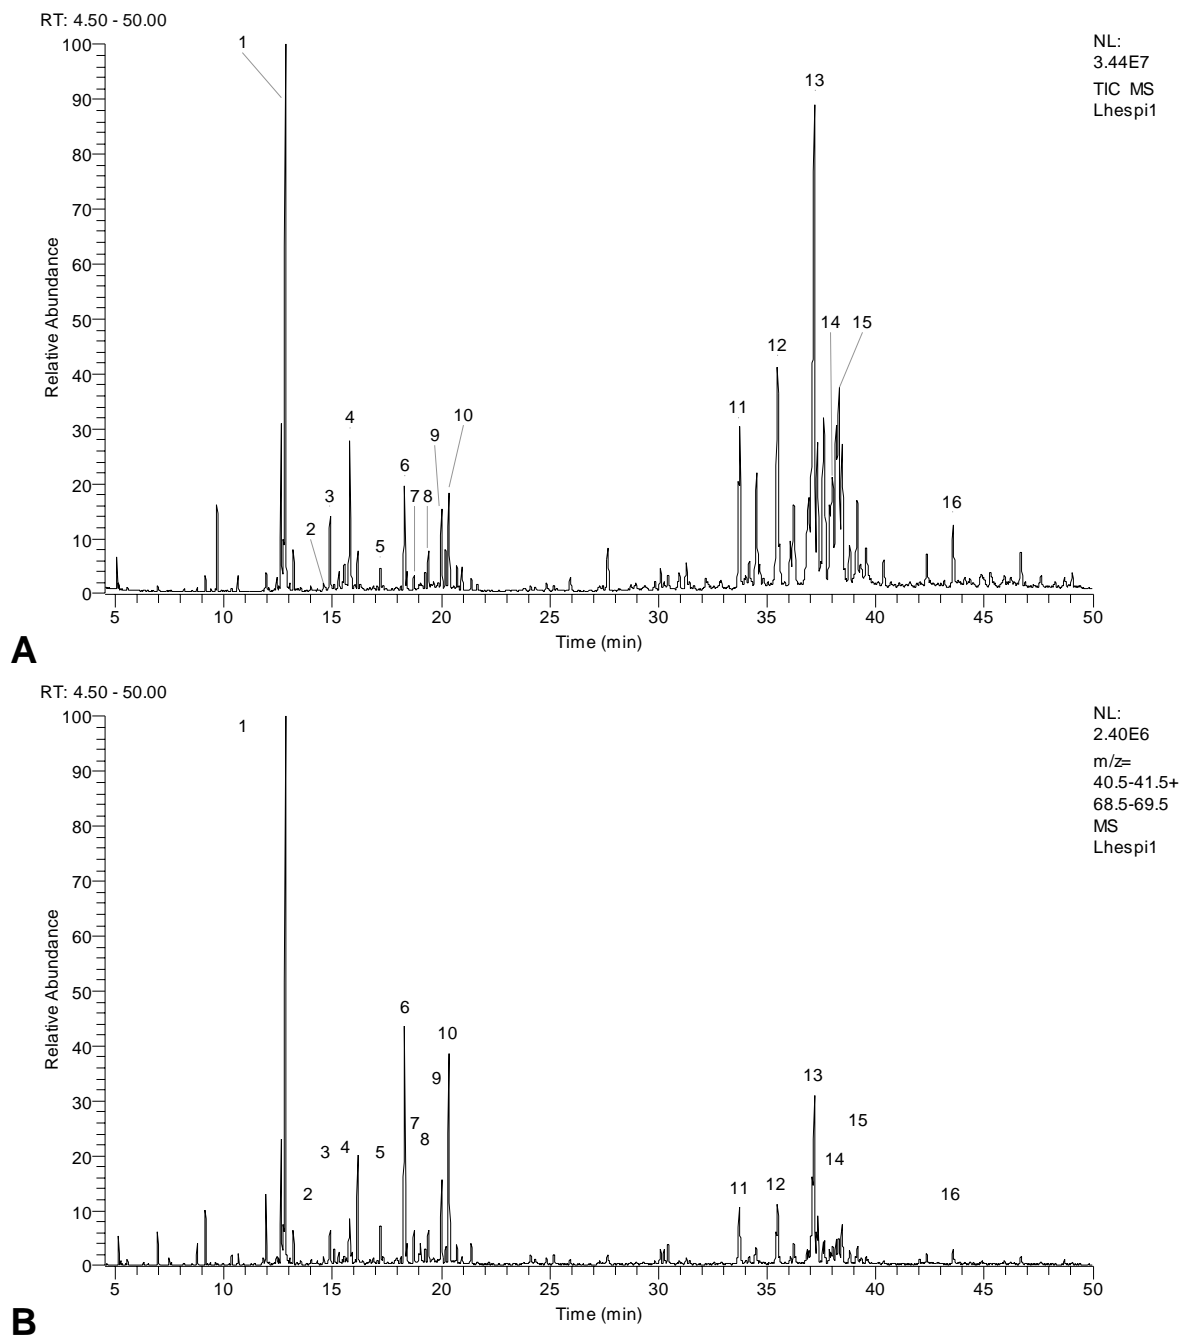 RT: 4.50 - 50.00
NL:
3.44E7
TIC MS
Lhespi1
1
13
14 15
12
11
10
9
4
6
7 8
3
2
5
16
100
90
80
70
60
50
40
30
20
10
0
Relative Abundance
5 10 15 20 25 30 35 40 45 50
Time (min)
A
RT: 4.50 - 50.00
NL:
2.40E6
m/z=
40.5-41.5+
68.5-69.5
MS
Lhespi1
1
6
10
9
13
7
8
15
3 4 5
14
2
11 12
16
100
90
80
70
60
50
40
30
20
10
0
Relative Abundance
5 10 15 20 25 30 35 40 45 50
Time (min)
B